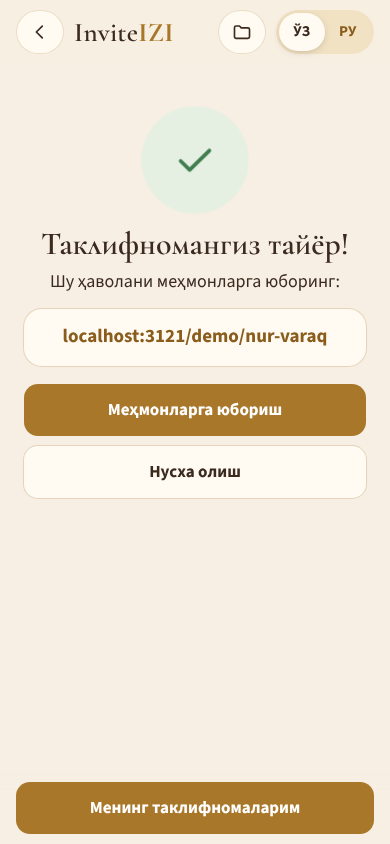 InviteIZI
ЎЗ
РУ
Таклифномангиз тайёр!
Шу ҳаволани меҳмонларга юборинг:
localhost:3121/demo/nur-varaq
Меҳмонларга юбориш
Нусха олиш
Менинг таклифномаларим